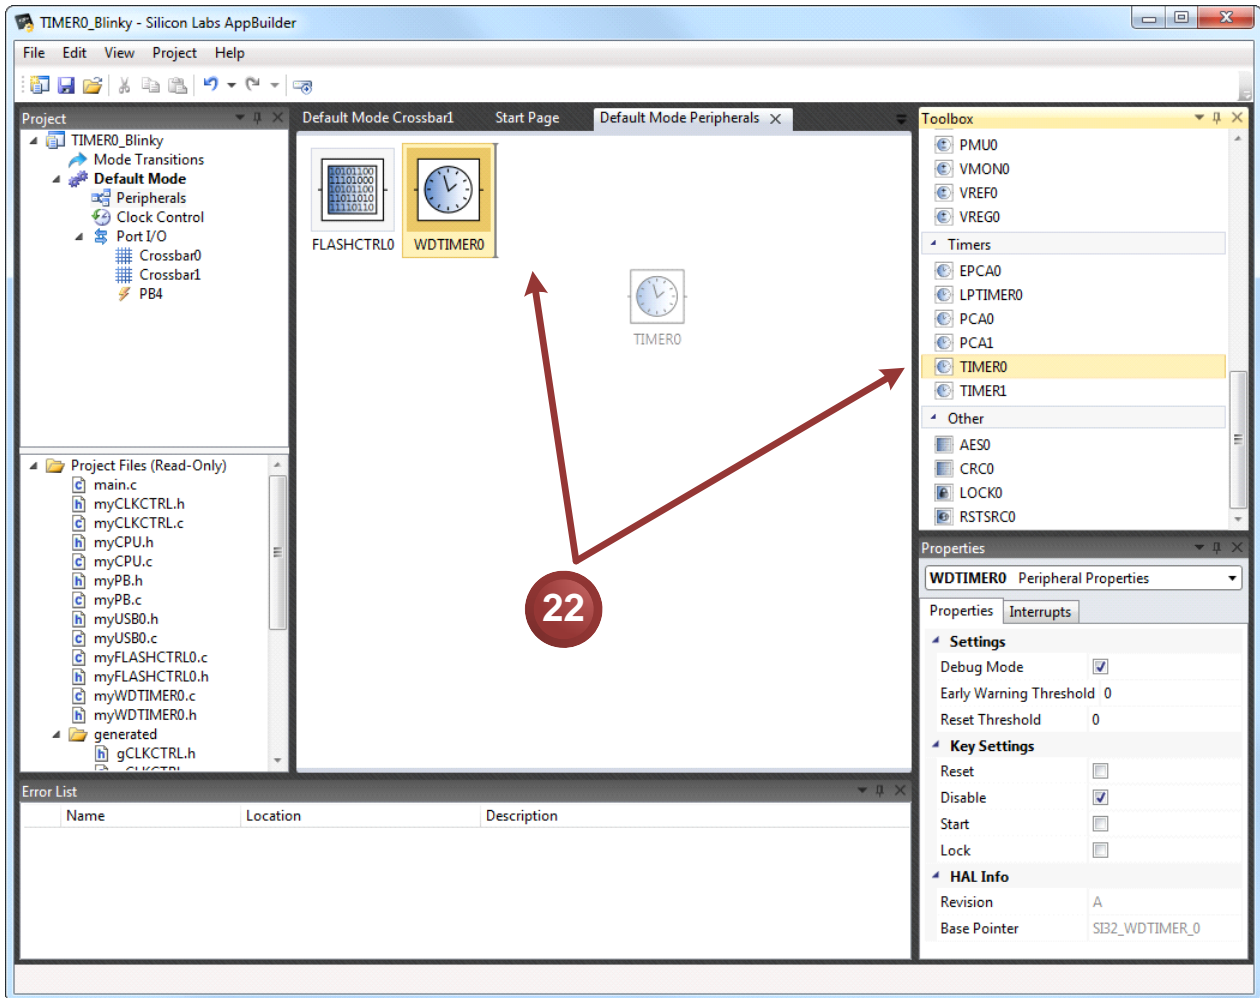 TIMER0_Blinky - Silicon Labs AppBuilder
File Edit View Project Help
Project
TIMER0_Blinky
Mode Transitions
Default Mode
Peripherals
Clock Control
Port I/O
Crossbar0
Crossbar1
PB4
Project Files (Read-Only)
main.c
myCLKCTRL.h
myCLKCTRL.c
myCPU.h
myCPU.c
myPB.h
myPB.c
myUSB0.h
myUSB0.c
myFLASHCTRL0.c
myFLASHCTRL0.h
myWDTIMER0.c
myWDTIMER0.h
generated
gCLKCTRL.h
Default Mode Crossbar1 Start Page Default Mode Peripherals
10101100
11101000
10101100
11011010
11110110
FLASHCTRL0 WDTIMER0
TIMER0
22
Toolbox
PMU0
VMON0
VREF0
VREG0
Timers
EPCA0
LPTIMER0
PCA0
PCA1
TIMER0
TIMER1
Other
AES0
CRC0
LOCK0
RSTSRC0
Properties
WDTIMER0 Peripheral Properties
Properties Interrupts
Settings
Debug Mode
Early Warning Threshold 0
Reset Threshold 0
Key Settings
Reset
Disable
Start
Lock
HAL Info
Revision A
Base Pointer SI32_WDTIMER_0
Error List
Name Location Description